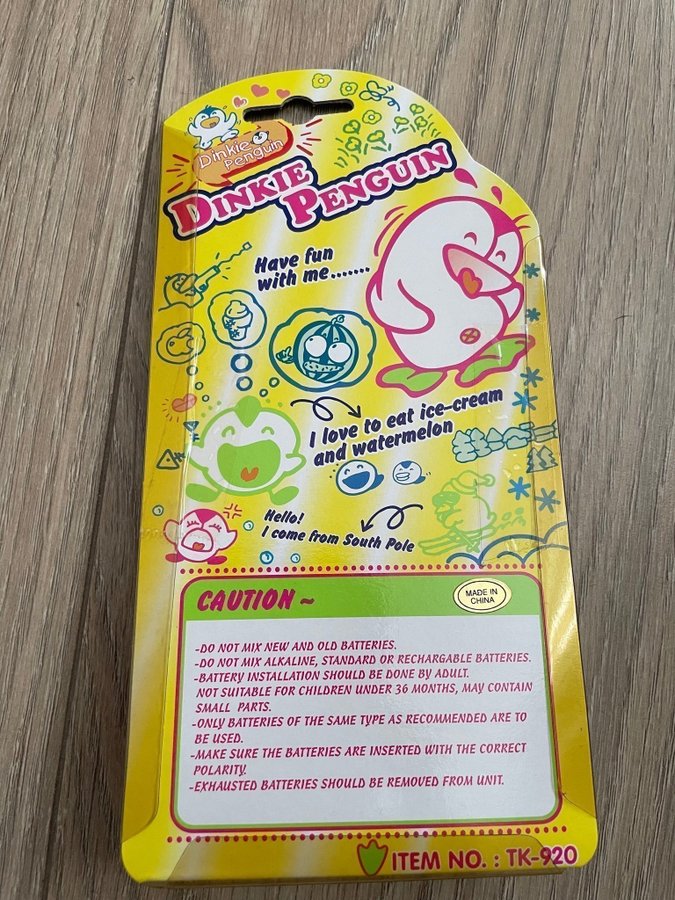 Dinkie
Penguin
DINKIE
PENGUIN
Have fun
with me.......
I love to eat ice-cream
and watermelon
Hello!
I come from South Pole
CAUTION ~
MADE IN
CHINA
-DO NOT MIX NEW AND OLD BATTERIES.
-DO NOT MIX ALKALINE, STANDARD OR RECHARGABLE BATTERIES.
-BATTERY INSTALLATION SHOULD BE DONE BY ADULT.
NOT SUITABLE FOR CHILDREN UNDER 36 MONTHS, MAY CONTAIN
SMALL PARTS.
-ONLY BATTERIES OF THE SAME TYPE AS RECOMMENDED ARE TO
BE USED.
-MAKE SURE THE BATTERIES ARE INSERTED WITH THE CORRECT
POLARITY.
-EXHAUSTED BATTERIES SHOULD BE REMOVED FROM UNIT.
ITEM NO. : TK-920